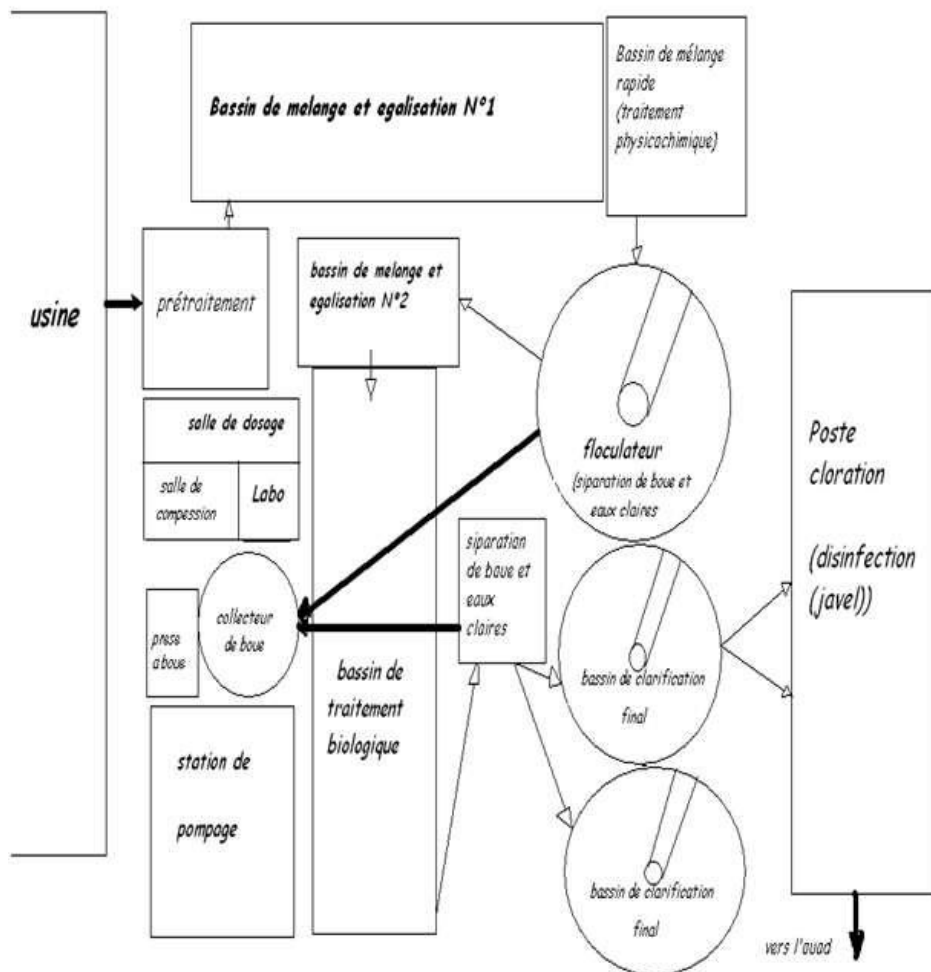 Bassin de melange et egalisation N°1
Bassin de mélange
rapide
(traitement
physicochimique)
usine
prétraitement
bassin de melange et
egalisation N°2
salle de dosage
salle de
compession
Labo
floculateur
(siparation de boue et
eaux claires
Poste
cloration
(disinfection
(javel))
siparation
de boue et
eaux
claires
collecteur
de boue
prese
a boue
bassin de
traitement
biologique
bassin de clarification
final
station de
pompage
bassin de clarification
final
vers l'ouad